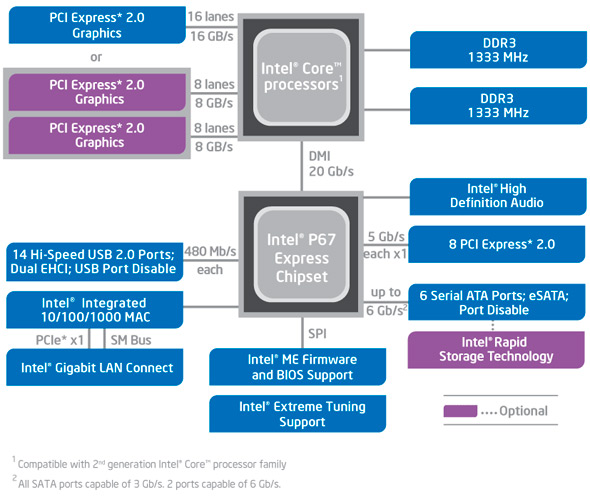 PCI Express* 2.0
Graphics
16 lanes
16 GB/s
or
PCI Express* 2.0
Graphics
8 lanes
8 GB/s
PCI Express* 2.0
Graphics
8 lanes
8 GB/s
Intel® Core™
processors1
DDR3
1333 MHz
DDR3
1333 MHz
DMI
20 Gb/s
Intel® P67
Express
Chipset
Intel® High
Definition Audio
5 Gb/s
each x1
8 PCI Express* 2.0
14 Hi-Speed USB 2.0 Ports;
Dual EHCI; USB Port Disable
480 Mb/s
each
Intel® Integrated
10/100/1000 MAC
PCIe* x1
SM Bus
Intel® Gigabit LAN Connect
up to
6 Gb/s2
6 Serial ATA Ports; eSATA;
Port Disable
Intel® Rapid
Storage Technology
SPI
Intel® ME Firmware
and BIOS Support
Intel® Extreme Tuning
Support
Optional
1 Compatible with 2nd generation Intel® Core™ processor family
2 All SATA ports capable of 3 Gb/s. 2 ports capable of 6 Gb/s.